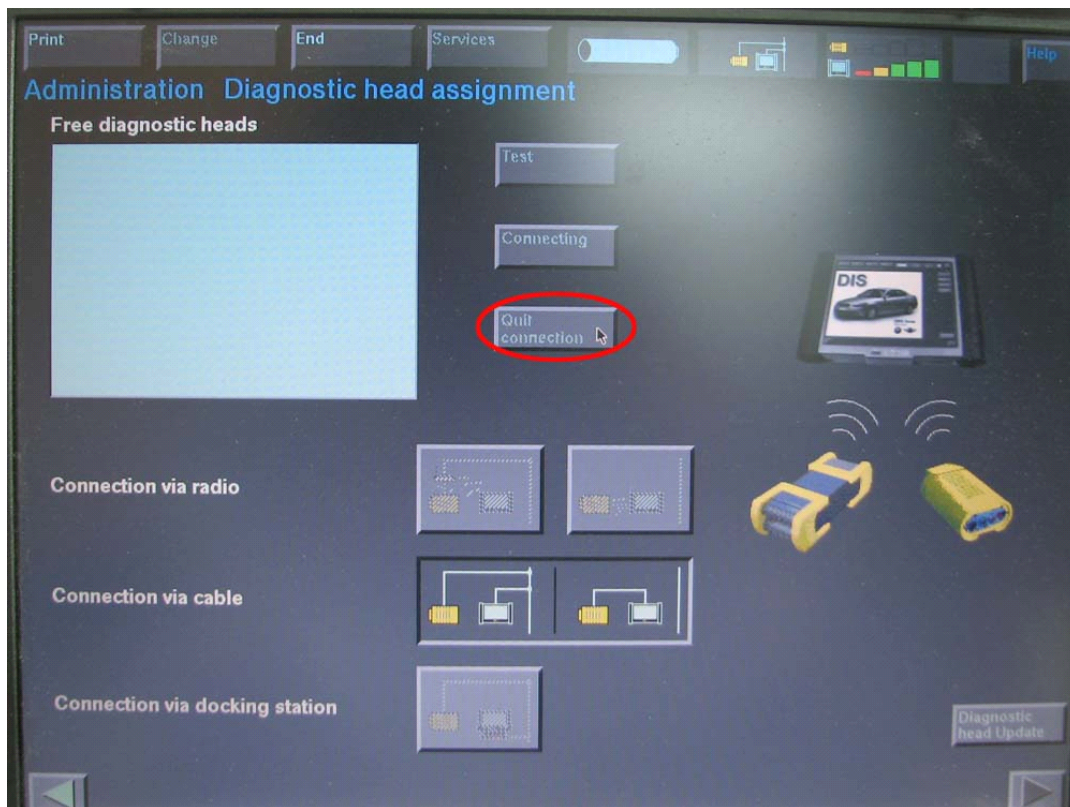 Print Change End Services Help
Administration Diagnostic head assignment
Free diagnostic heads
Test
Connecting
Quit
connection
DIS
Connection via radio
Connection via cable
Connection via docking station
Diagnostic
head Update